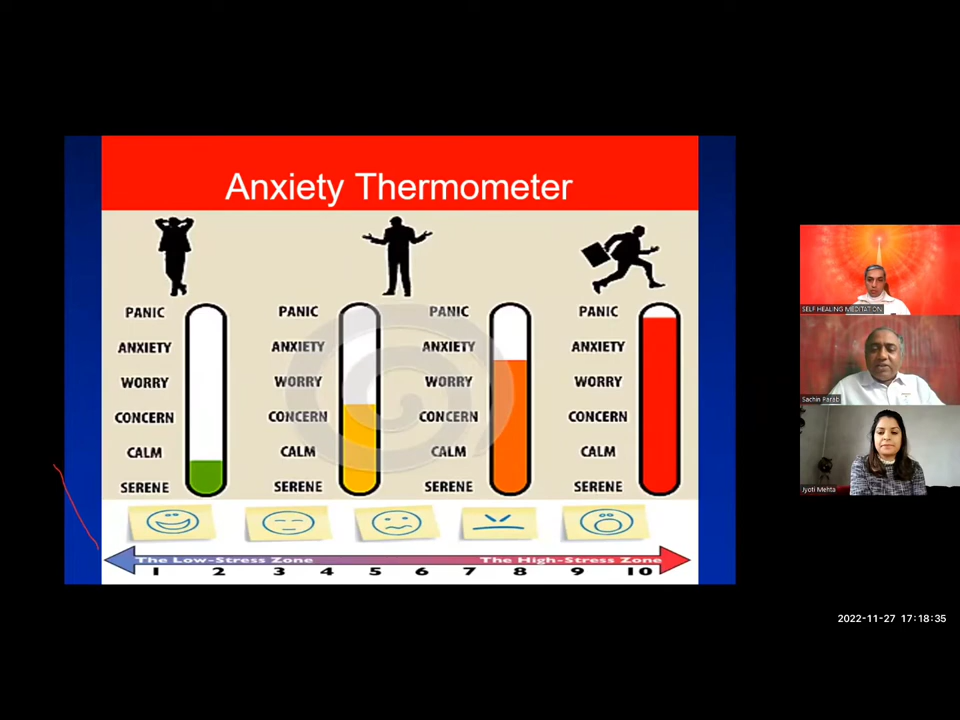 Anxiety Thermometer
PANIC PANIC PANIC PANIC
ANXIETY ANXIETY ANXIETY ANXIETY
WORRY WORRY WORRY WORRY
CONCERN CONCERN CONCERN CONCERN
CALM CALM CALM CALM
SERENE SERENE SERENE SERENE
The Low-Stress Zone The High-Stress Zone
1 2 3 4 5 6 7 8 9 10
SELF HEALING MEDITATION
Sachin Parab
Jyoti Mehta
2022-11-27 17:18:35